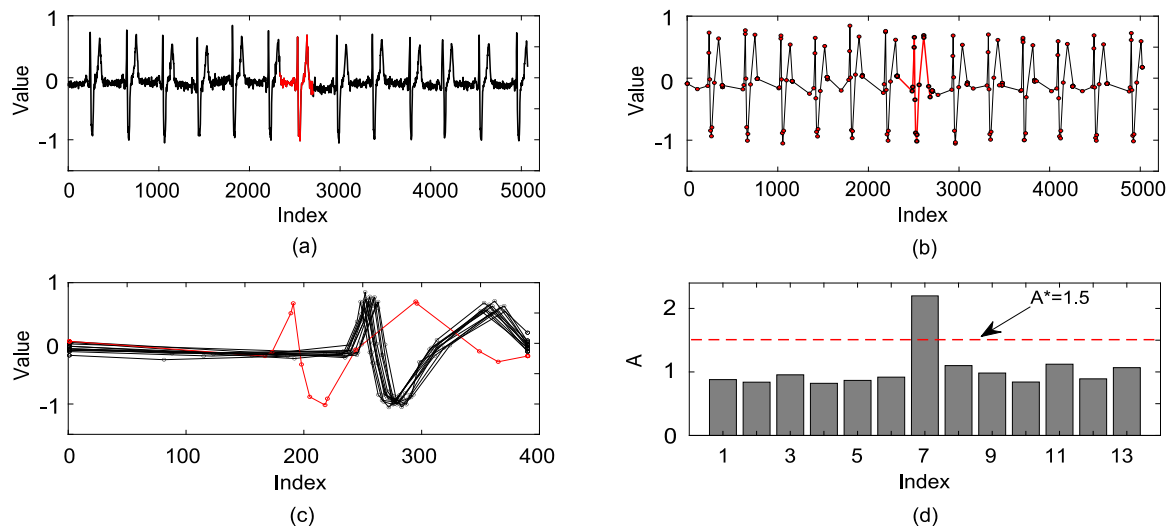 1
0
-1
Value
0 1000 2000 3000 4000 5000
Index
(a)
1
0
-1
Value
0 1000 2000 3000 4000 5000
Index
(b)
1
0
-1
Value
0 100 200 300 400
Index
(c)
2
1
0
A
A*=1.5
1 3 5 7 9 11 13
Index
(d)